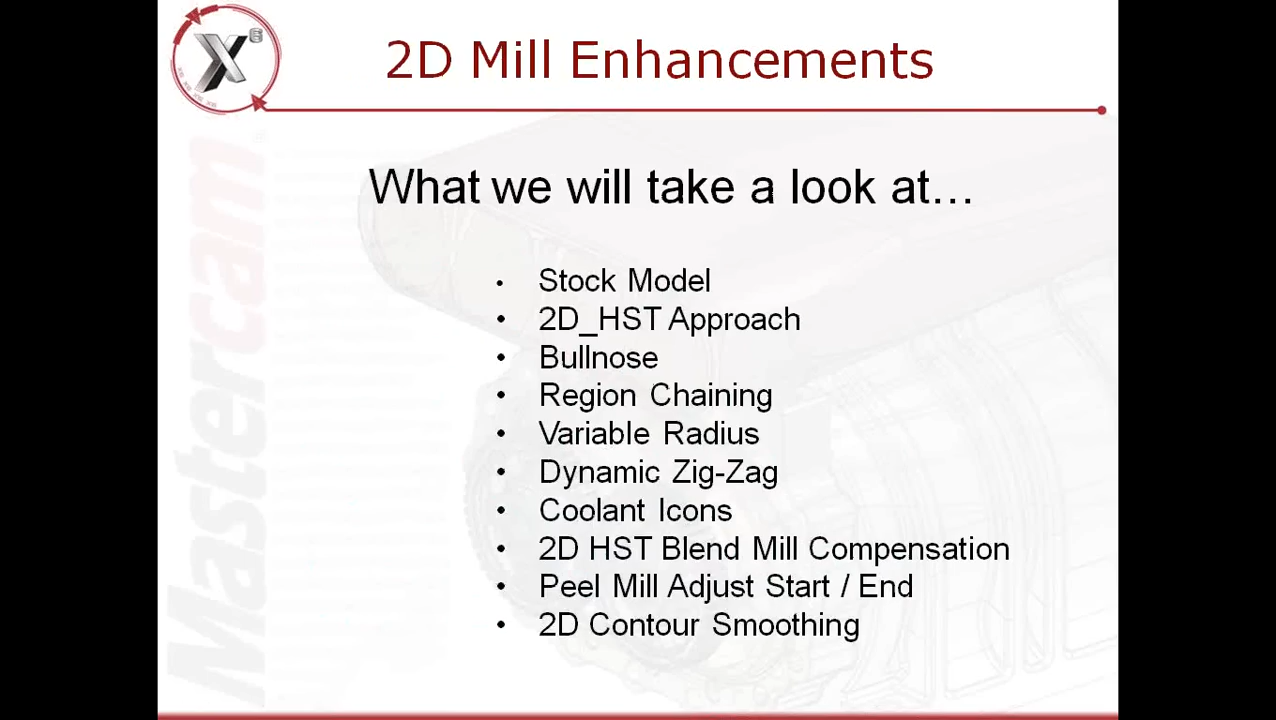 X6
2D Mill Enhancements
What we will take a look at…
• Stock Model
• 2D_HST Approach
• Bullnose
• Region Chaining
• Variable Radius
• Dynamic Zig-Zag
• Coolant Icons
• 2D HST Blend Mill Compensation
• Peel Mill Adjust Start / End
• 2D Contour Smoothing
Mastercam